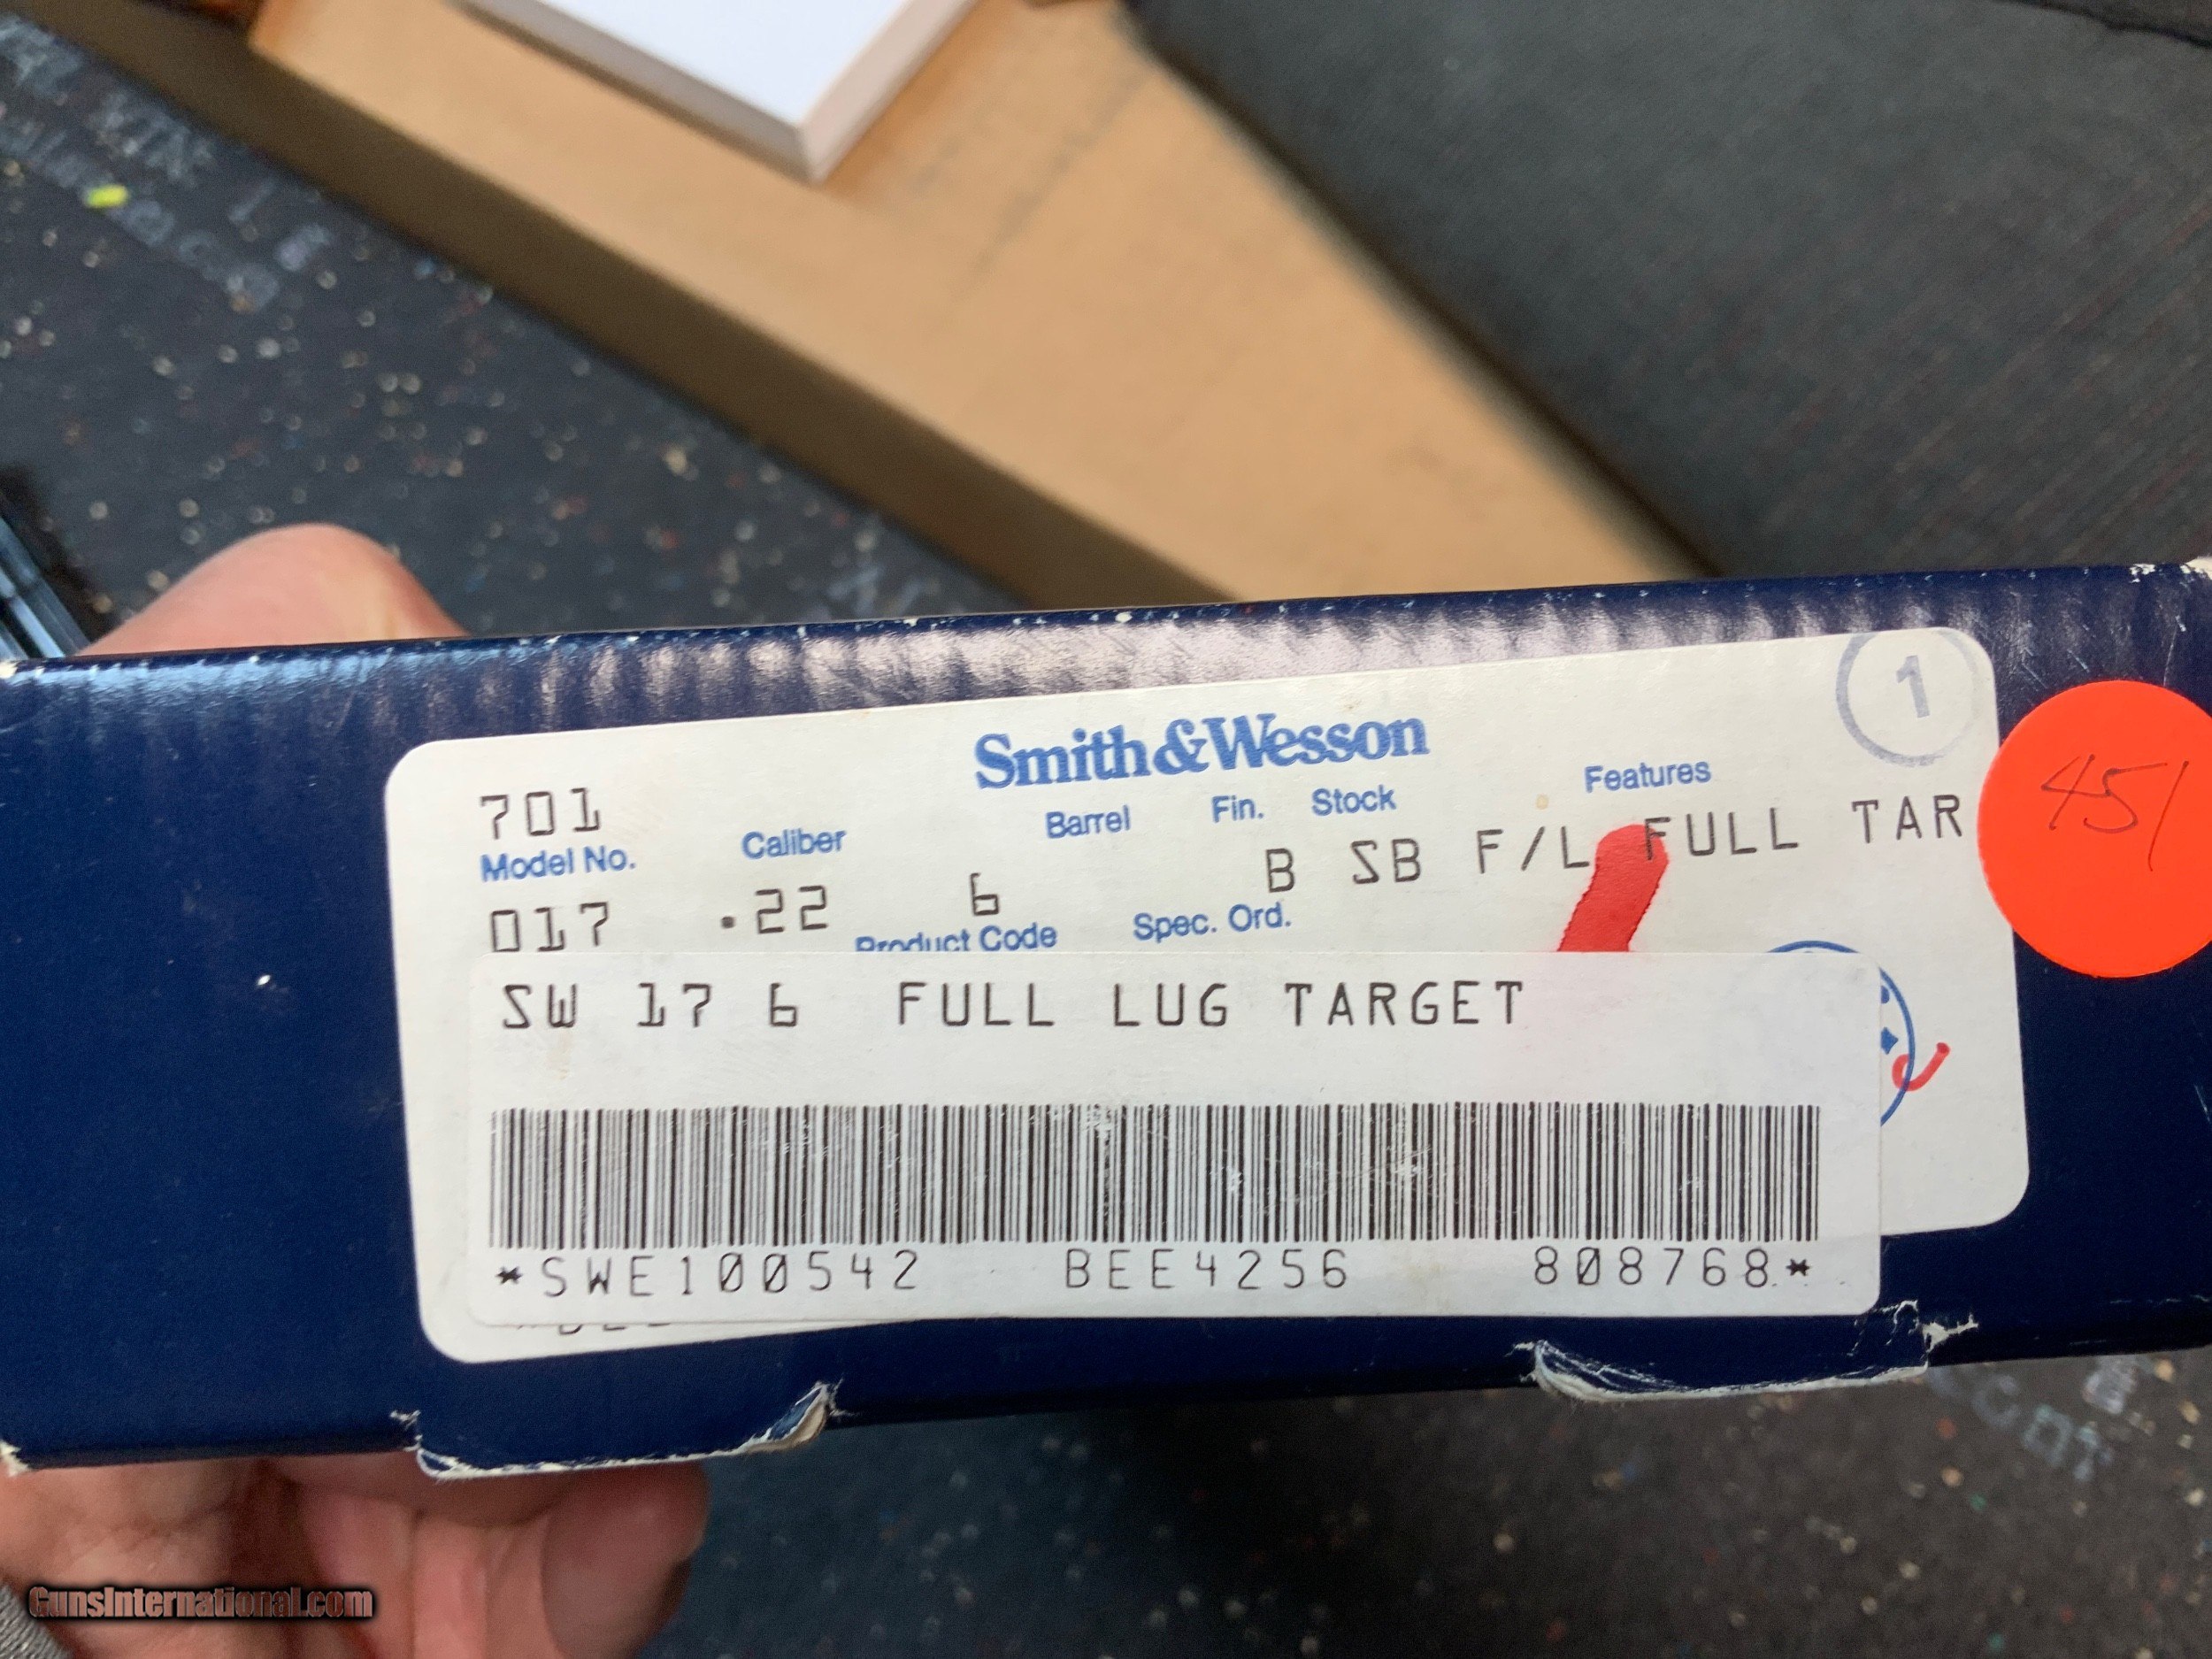 1
Smith&Wesson
701
Model No. Caliber Barrel Fin. Stock Features
017 .22 6 B SB F/L FULL TAR
Product Code Spec. Ord.
451
SW 17 6 FULL LUG TARGET
*SWE100542 BEE4256 808768*
GunsInternational.com